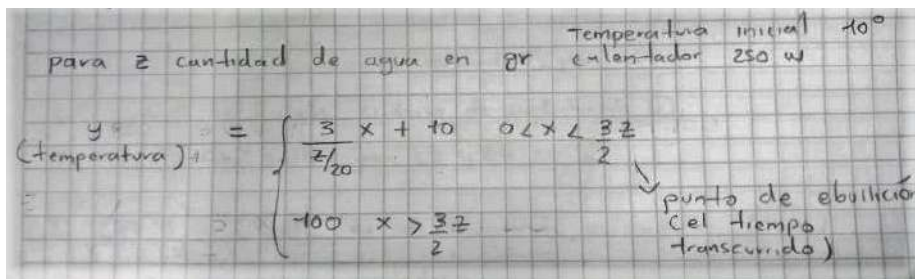 Temperatura inicial 10°
para z cantidad de agua en gr calentador 250 w
y = { 3/(z/20) x + 10 0 < x < 3z/2
(temperatura)
punto de ebullición
100 x > 3z/2 (el tiempo
transcurrido)